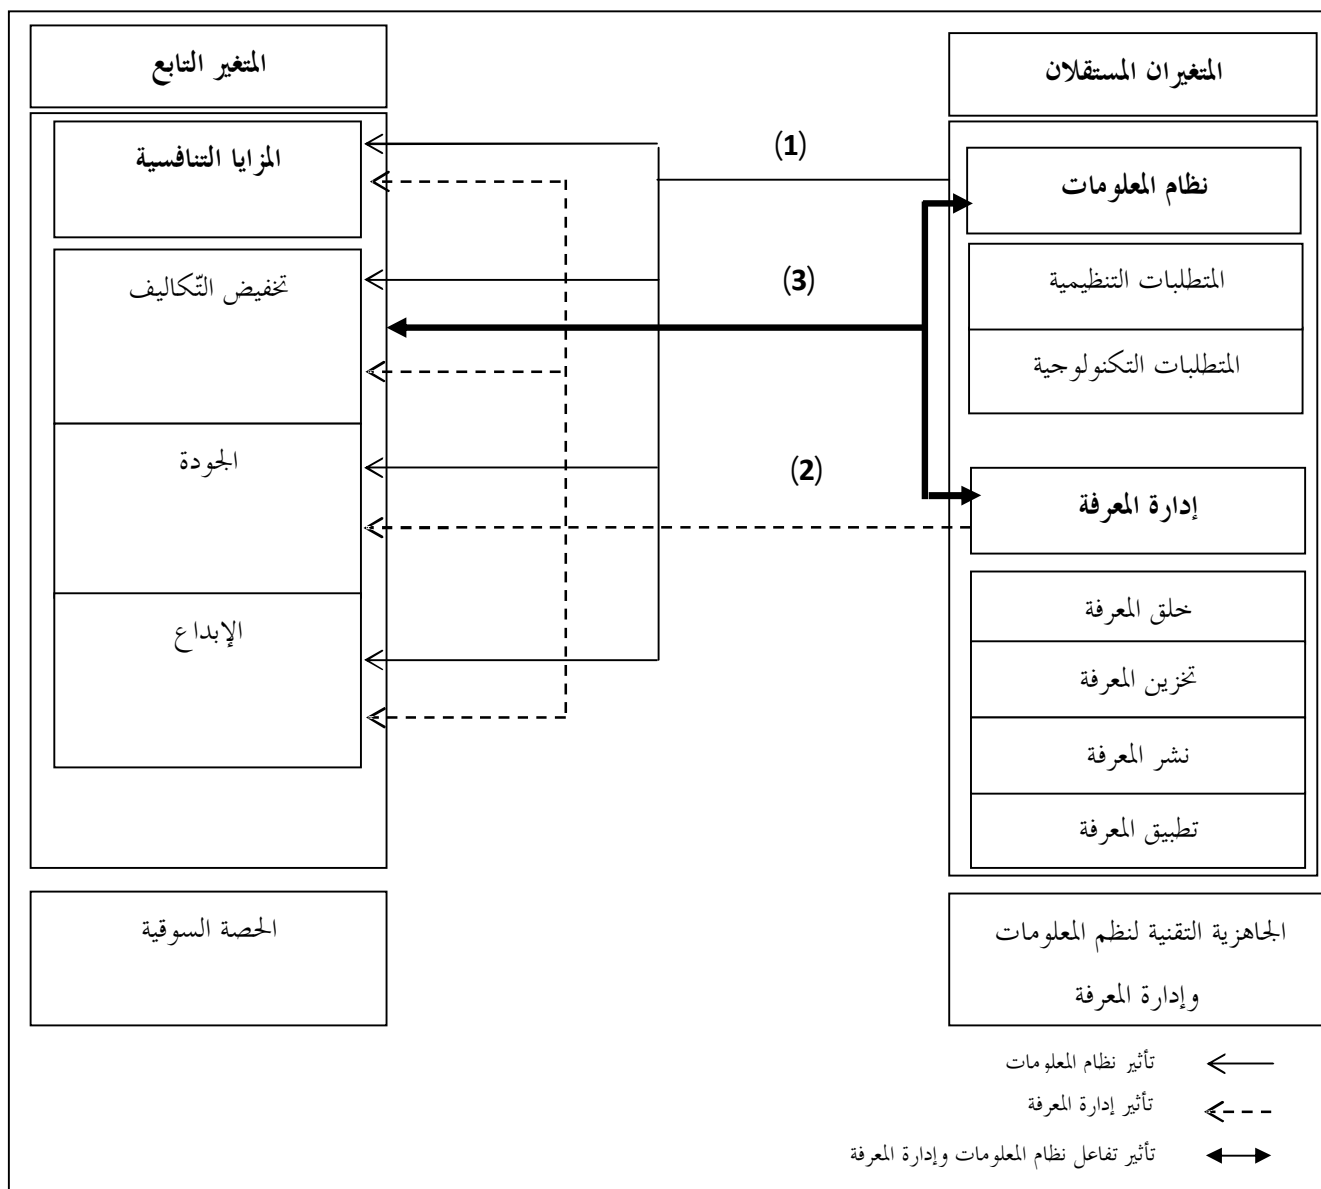 المتغيران المستقلان
المتغير التابع
نظام المعلومات
المتطلبات التنظيمية
المتطلبات التكنولوجية
إدارة المعرفة
خلق المعرفة
تخزين المعرفة
نشر المعرفة
تطبيق المعرفة
الجاهزية التقنية لنظم المعلومات
وإدارة المعرفة
(1)
(3)
(2)
المزايا التنافسية
تخفيض التّكاليف
الجودة
الإبداع
الحصة السوقية
تأثير نظام المعلومات
تأثير إدارة المعرفة
تأثير تفاعل نظام المعلومات وإدارة المعرفة